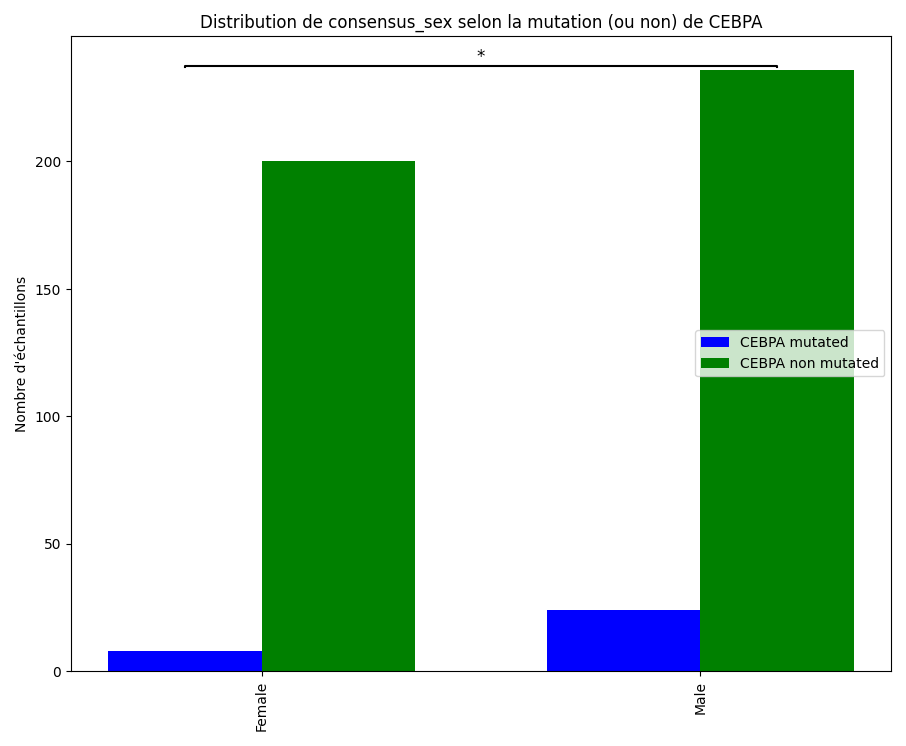 Distribution de consensus_sex selon la mutation (ou non) de CEBPA
*
200
150
100
50
0
Nombre d'échantillons
CEBPA mutated
CEBPA non mutated
Female
Male